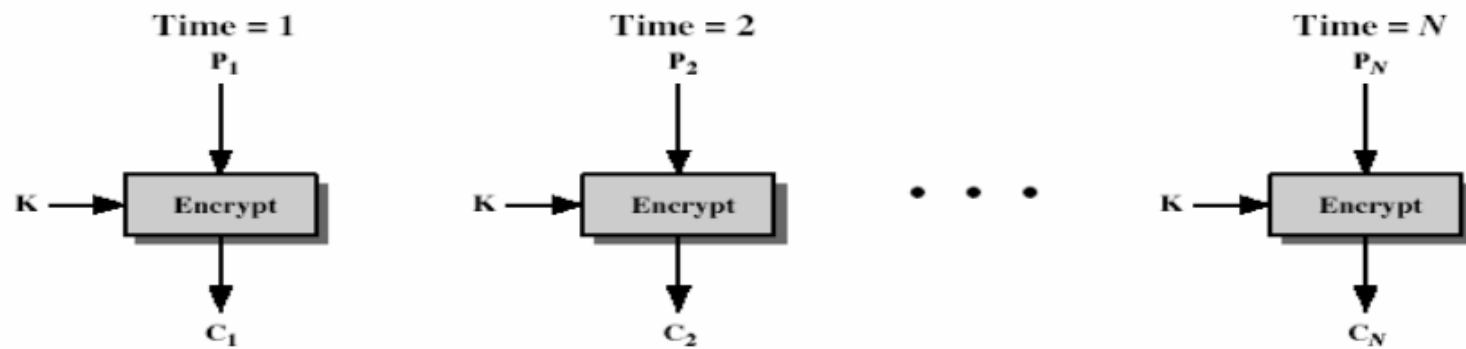 Time = 1 Time = 2 Time = N
P1 P2 PN
K Encrypt K Encrypt K Encrypt
C1 C2 CN